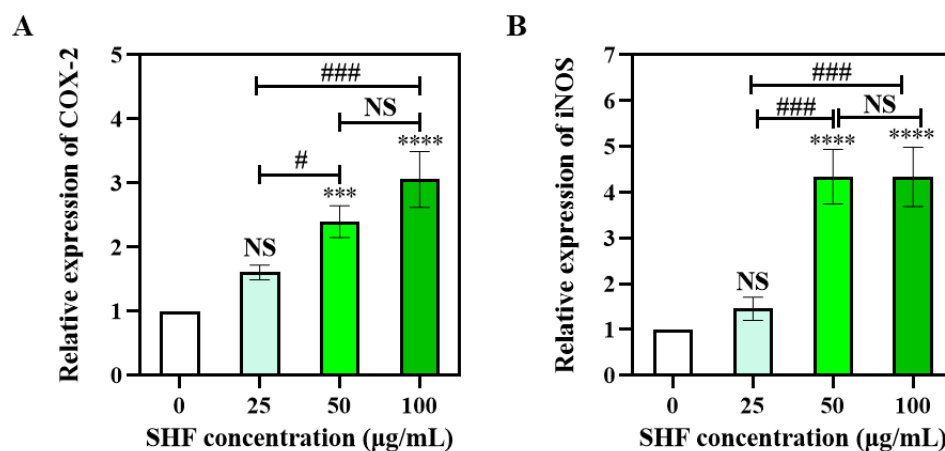 A
Relative expression of COX-2
5
4
3
2
1
0
###
NS
#
NS
***
****
0 25 50 100
SHF concentration (μg/mL)
B
Relative expression of iNOS
7
6
5
4
3
2
1
0
###
###
NS
NS
****
****
0 25 50 100
SHF concentration (μg/mL)